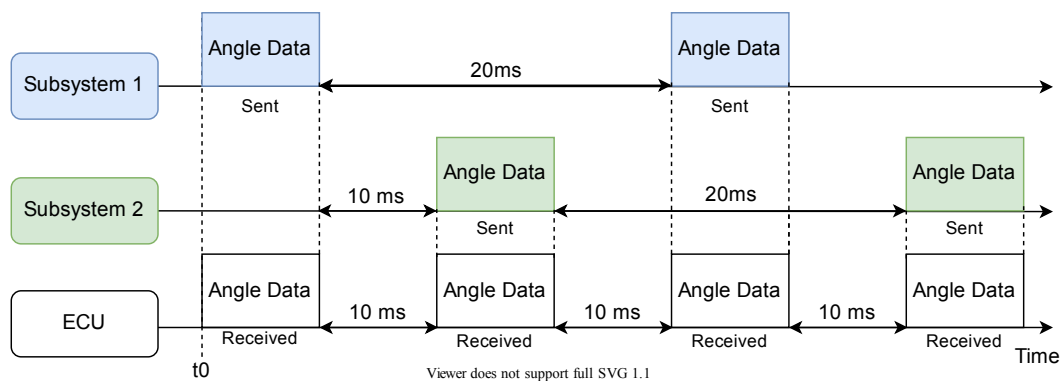 Angle Data
Angle Data
20ms
Subsystem 1
Sent
Sent
Angle Data
Angle Data
10 ms
20ms
Subsystem 2
Sent
Sent
Angle Data
Angle Data
Angle Data
Angle Data
10 ms
10 ms
10 ms
ECU
Received
Received
Received
Received
Time
t0
Viewer does not support full SVG 1.1